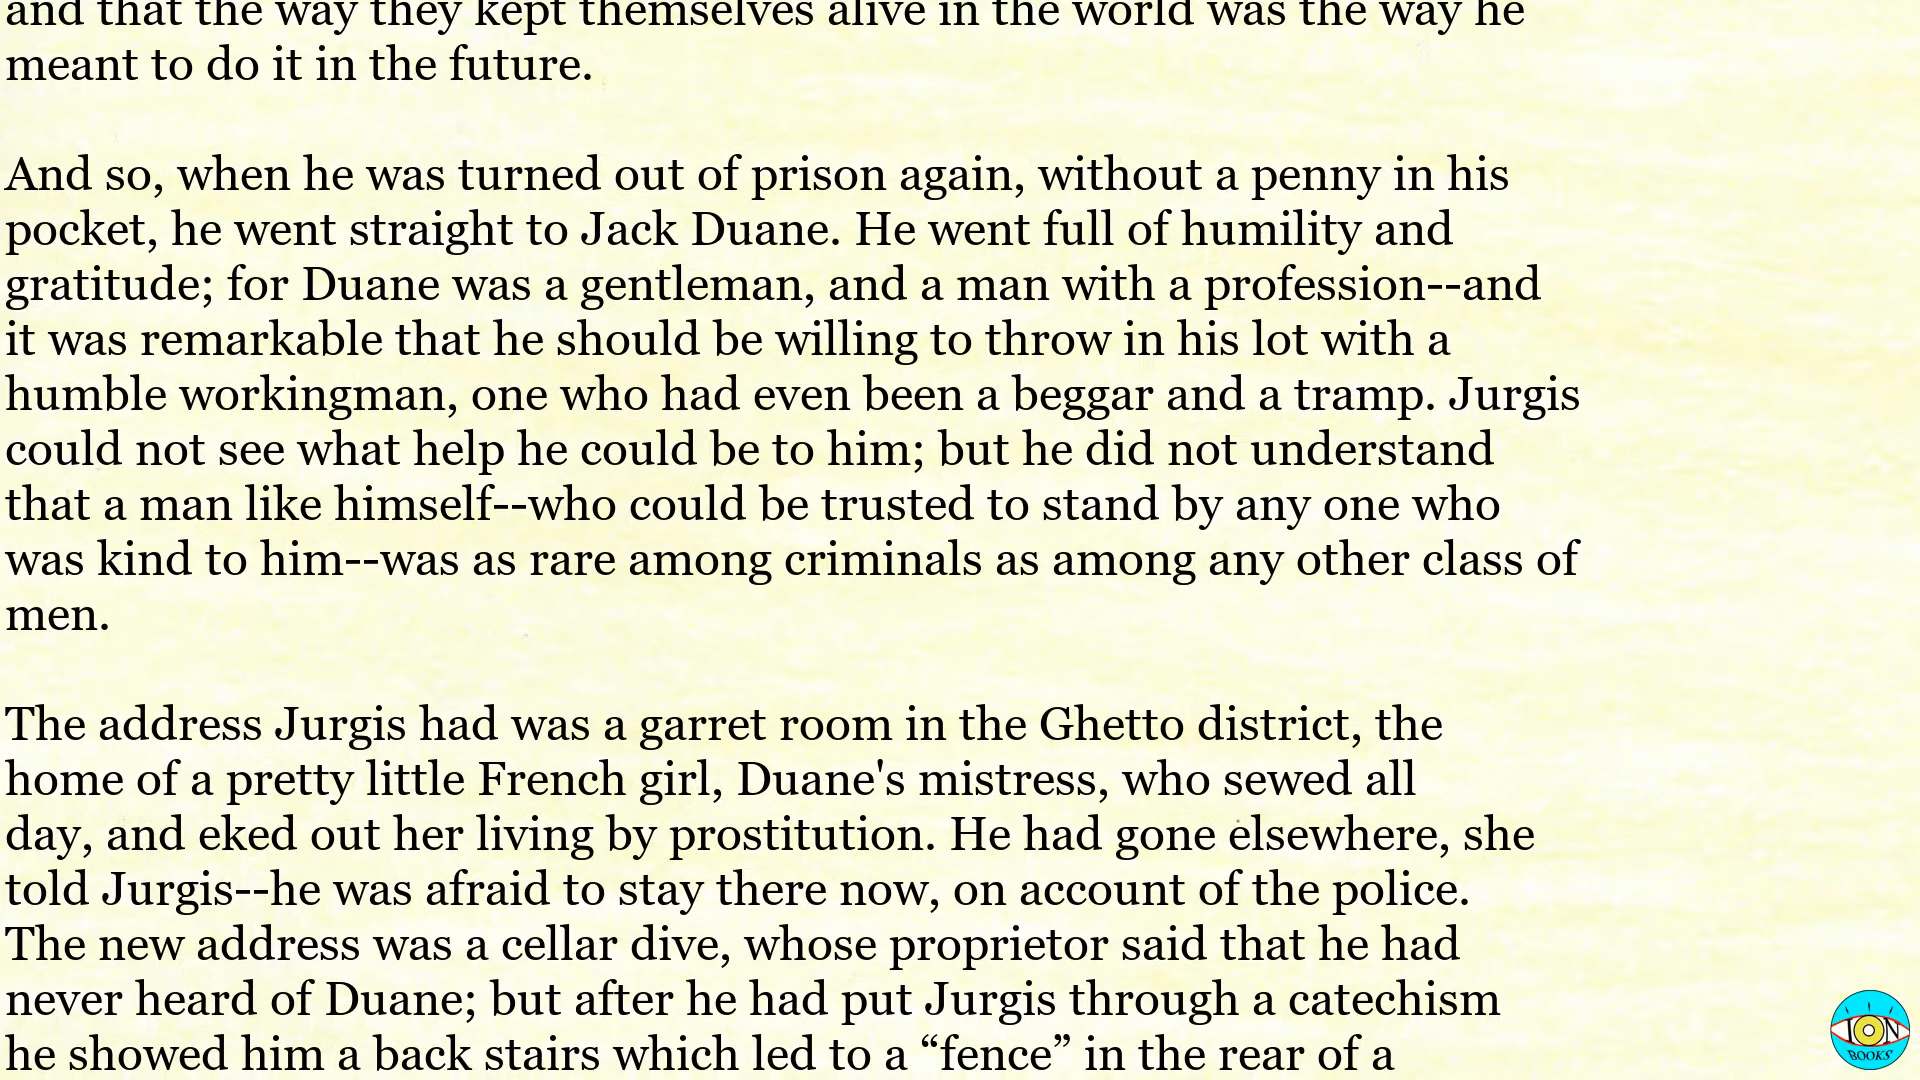 and that the way they kept themselves alive in the world was the way he
meant to do it in the future.
And so, when he was turned out of prison again, without a penny in his
pocket, he went straight to Jack Duane. He went full of humility and
gratitude; for Duane was a gentleman, and a man with a profession--and
it was remarkable that he should be willing to throw in his lot with a
humble workingman, one who had even been a beggar and a tramp. Jurgis
could not see what help he could be to him; but he did not understand
that a man like himself--who could be trusted to stand by any one who
was kind to him--was as rare among criminals as among any other class of
men.
The address Jurgis had was a garret room in the Ghetto district, the
home of a pretty little French girl, Duane's mistress, who sewed all
day, and eked out her living by prostitution. He had gone elsewhere, she
told Jurgis--he was afraid to stay there now, on account of the police.
The new address was a cellar dive, whose proprietor said that he had
never heard of Duane; but after he had put Jurgis through a catechism
he showed him a back stairs which led to a “fence” in the rear of a
ION
BOOKS